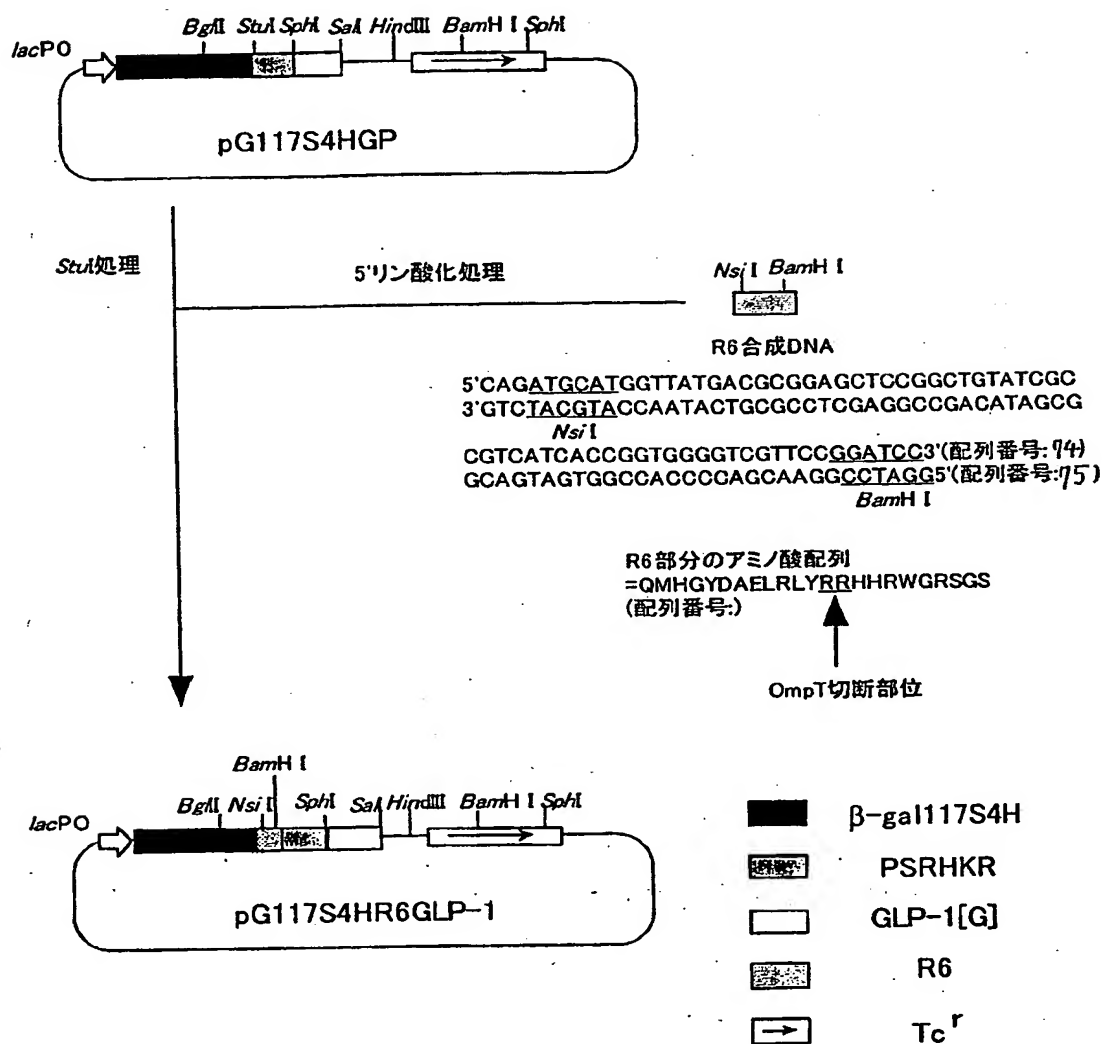 BglII StuI SphI SalI HindIII BamH I SphI
lacPO
pG117S4HGP
StuI処理
5'リン酸化処理
Nsi I BamH I
R6合成DNA
5'CAGATGCATGGTTATGACGCGGAGCTCCGGCTGTATCGC
3'GTCTACGTACCAATACTGCGCCTCGAGGCCGACATAGCG
Nsi I
CGTCATCACCGGTGGGGTCGTTCCGGATCC3'(配列番号:74)
GCAGTAGTGGCCACCCCAGCAAGGCCTAGG5'(配列番号:75)
BamH I
R6部分のアミノ酸配列
=QMHGYDAELRLYRRHHRWGRSGS
(配列番号:)
OmpT切断部位
BamH I
BglII Nsi I SphI SalI HindIII BamH I SphI
lacPO
pG117S4HR6GLP-1
β-gal117S4H
PSRHKR
GLP-1[G]
R6
Tcʳ